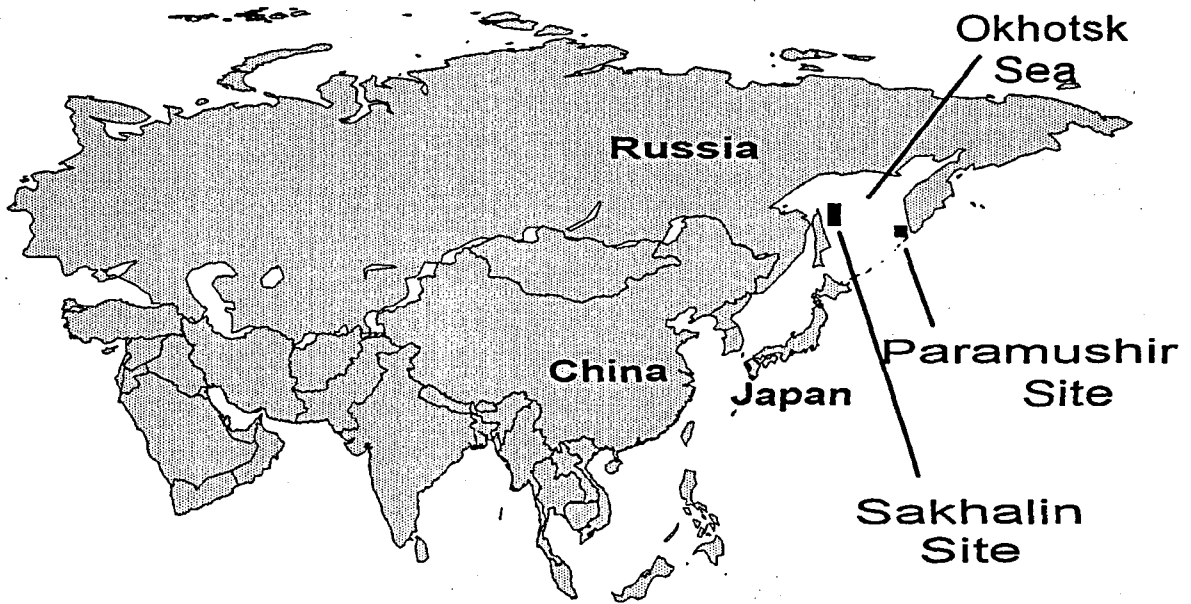 Okhotsk
Sea
Russia
China
Japan
Paramushir
Site
Sakhalin
Site